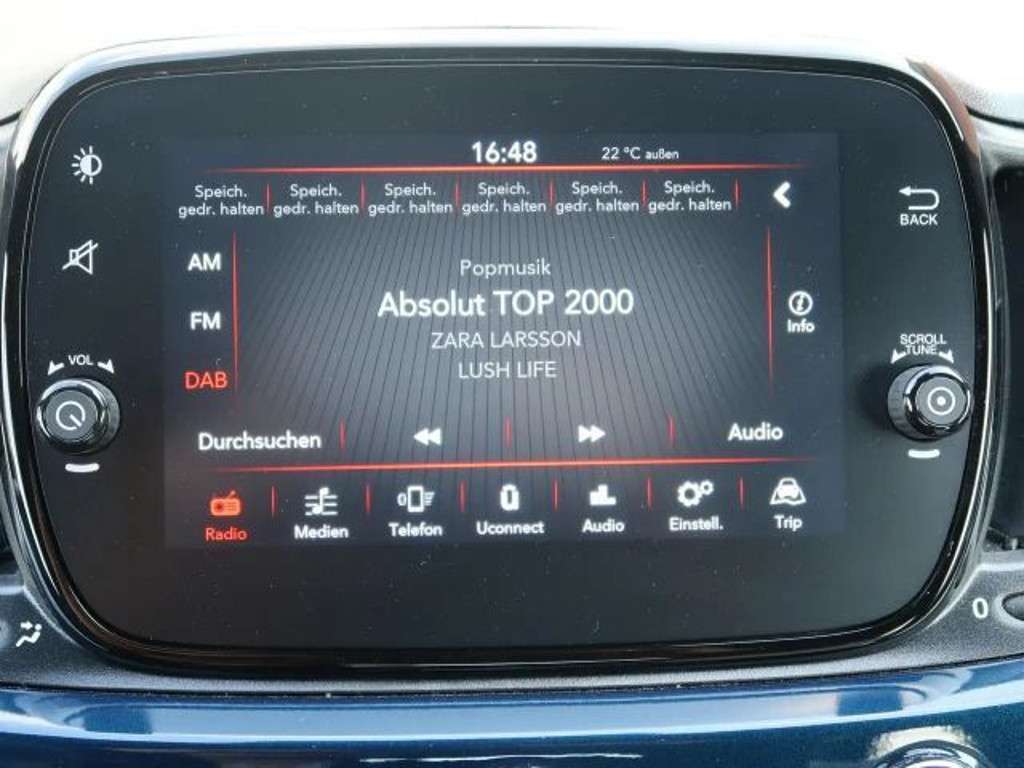 16:48 22 °C außen
Speich. Speich. Speich. Speich. Speich. Speich.
gedr. halten gedr. halten gedr. halten gedr. halten gedr. halten gedr. halten
BACK
AM
Popmusik
Absolut TOP 2000
FM
Info
ZARA LARSSON
SCROLL
TUNE
VOL
LUSH LIFE
DAB
Durchsuchen Audio
Radio Medien Telefon Uconnect Audio Einstell. Trip
0